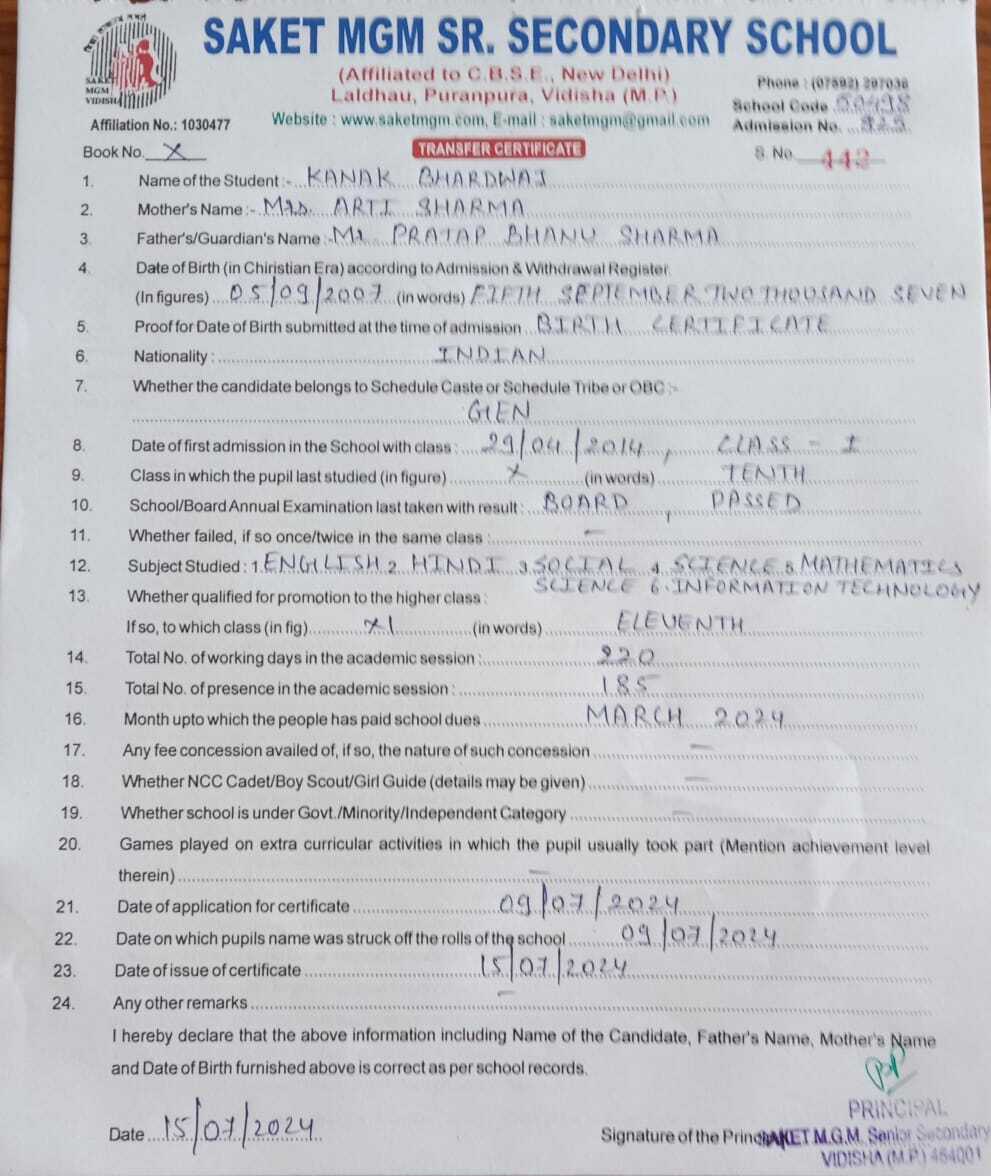 SAKET MGM SR. SECONDARY SCHOOL
SAKET
MGM
VIDISHA
(Affiliated to C.B.S.E., New Delhi)
Laldhau, Puranpura, Vidisha (M.P.)
Phone : (07592) 297036
School Code 50438
Website : www.saketmgm.com, E-mail : saketmgm@gmail.com
Affiliation No.: 1030477
Admission No. ...
Book No. X
TRANSFER CERTIFICATE
S. No. 442
1. Name of the Student :- KANAK BHARDWAJ
2. Mother's Name :- Mrs. ARTI SHARMA
3. Father's/Guardian's Name :- Mr. PRATAP BHANU SHARMA
4. Date of Birth (in Chiristian Era) according to Admission & Withdrawal Register.
(In figures) 05/09/2007 (in words) FIFTH SEPTEMBER TWO THOUSAND SEVEN
5. Proof for Date of Birth submitted at the time of admission BIRTH CERTIFICATE
6. Nationality : INDIAN
7. Whether the candidate belongs to Schedule Caste or Schedule Tribe or OBC :-
GEN
8. Date of first admission in the School with class : 29/04/2014, CLASS - I
9. Class in which the pupil last studied (in figure) X (in words) TENTH
10. School/Board Annual Examination last taken with result : BOARD, PASSED
11. Whether failed, if so once/twice in the same class : -
12. Subject Studied : 1. ENGLISH 2. HINDI 3. SOCIAL 4. SCIENCE 5. MATHEMATICS
SCIENCE 6. INFORMATION TECHNOLOGY
13. Whether qualified for promotion to the higher class :
If so, to which class (in fig) XI (in words) ELEVENTH
14. Total No. of working days in the academic session : 220
15. Total No. of presence in the academic session : 185
16. Month upto which the people has paid school dues MARCH 2024
17. Any fee concession availed of, if so, the nature of such concession -
18. Whether NCC Cadet/Boy Scout/Girl Guide (details may be given) -
19. Whether school is under Govt./Minority/Independent Category -
20. Games played on extra curricular activities in which the pupil usually took part (Mention achievement level
therein) -
21. Date of application for certificate 09/07/2024
22. Date on which pupils name was struck off the rolls of the school 09/07/2024
23. Date of issue of certificate 15/07/2024
24. Any other remarks -
I hereby declare that the above information including Name of the Candidate, Father's Name, Mother's Name
and Date of Birth furnished above is correct as per school records.
PRINCIPAL
Date 15/07/2024
Signature of the Principal
SAKET M.G.M. Senior Secondary
VIDISHA (M.P.) 464001